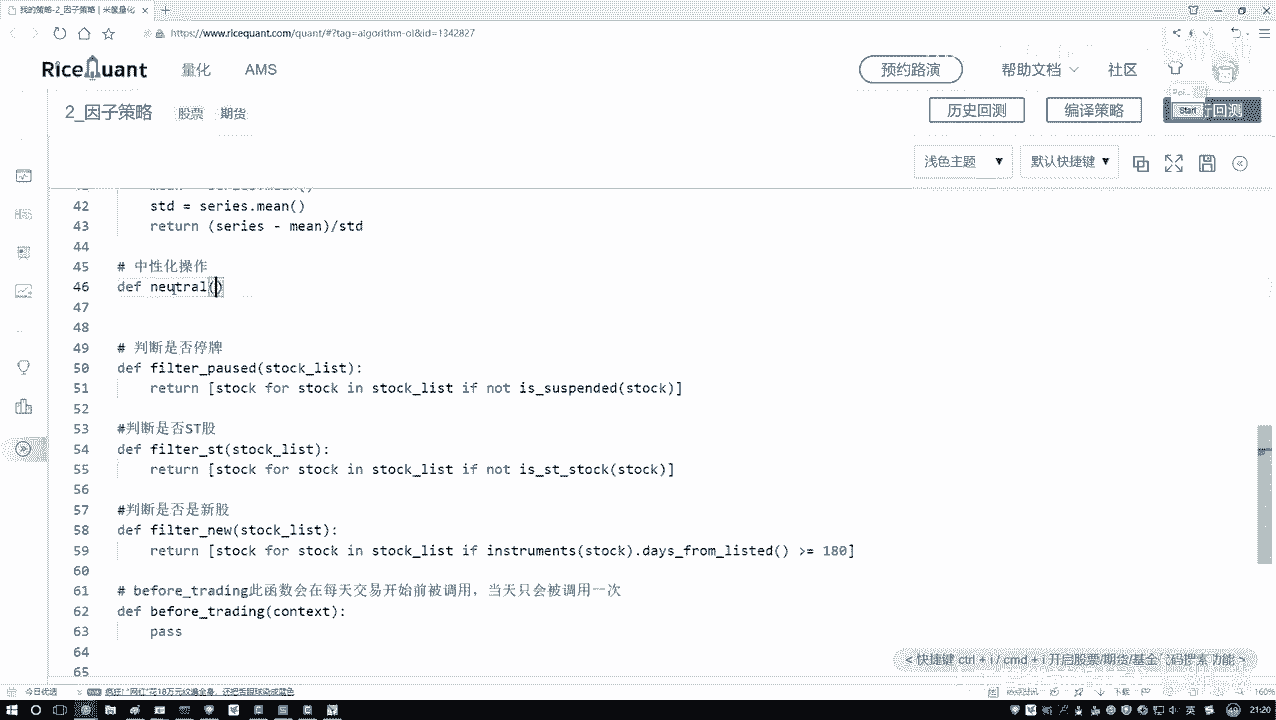 我的策略-2_因子策略 | 米筐量化
https://www.ricequant.com/quant/#?tag=algorithm-ol&id=1342827
RiceQuant 量化 AMS 预约路演 帮助文档 社区
2_因子策略 股票 期货 历史回测 编译策略 Start 回测
浅色主题 默认快捷键
42 std = series.mean()
43 return (series - mean)/std
44
45 # 中性化操作
46 def neutral()
47
48
49 # 判断是否停牌
50 def filter_paused(stock_list):
51 return [stock for stock in stock_list if not is_suspended(stock)]
52
53 #判断是否ST股
54 def filter_st(stock_list):
55 return [stock for stock in stock_list if not is_st_stock(stock)]
56
57 #判断是否是新股
58 def filter_new(stock_list):
59 return [stock for stock in stock_list if instruments(stock).days_from_listed() >= 180]
60
61 # before_trading此函数会在每天交易开始前被调用，当天只会被调用一次
62 def before_trading(context):
63 pass
64
65
< 快捷键 ctrl + i / cmd + i 开启股票/期货/基金
今日优选 下载 160%
英 21:20